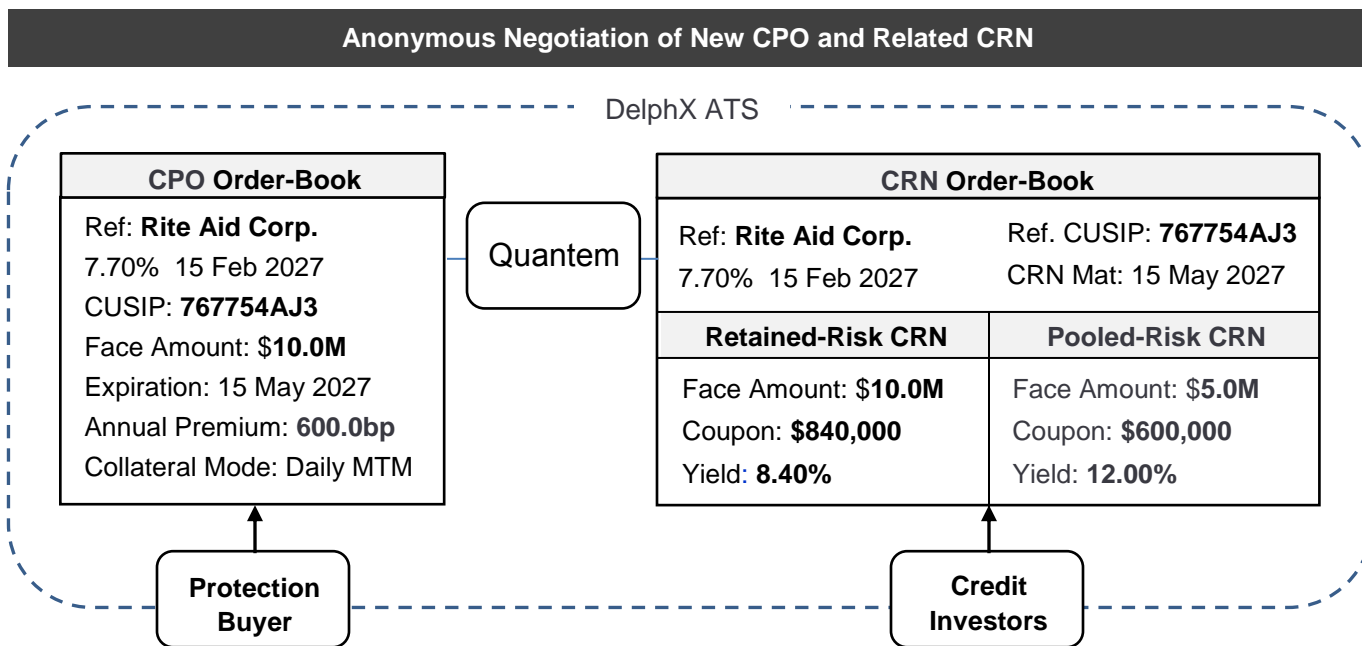 Anonymous Negotiation of New CPO and Related CRN
DelphX ATS
CPO Order-Book
Ref: Rite Aid Corp.
7.70% 15 Feb 2027
CUSIP: 767754AJ3
Face Amount: $10.0M
Expiration: 15 May 2027
Annual Premium: 600.0bp
Collateral Mode: Daily MTM
Quantem
CRN Order-Book
Ref: Rite Aid Corp.
7.70% 15 Feb 2027
Ref. CUSIP: 767754AJ3
CRN Mat: 15 May 2027
Retained-Risk CRN
Face Amount: $10.0M
Coupon: $840,000
Yield: 8.40%
Pooled-Risk CRN
Face Amount: $5.0M
Coupon: $600,000
Yield: 12.00%
Protection
Buyer
Credit
Investors